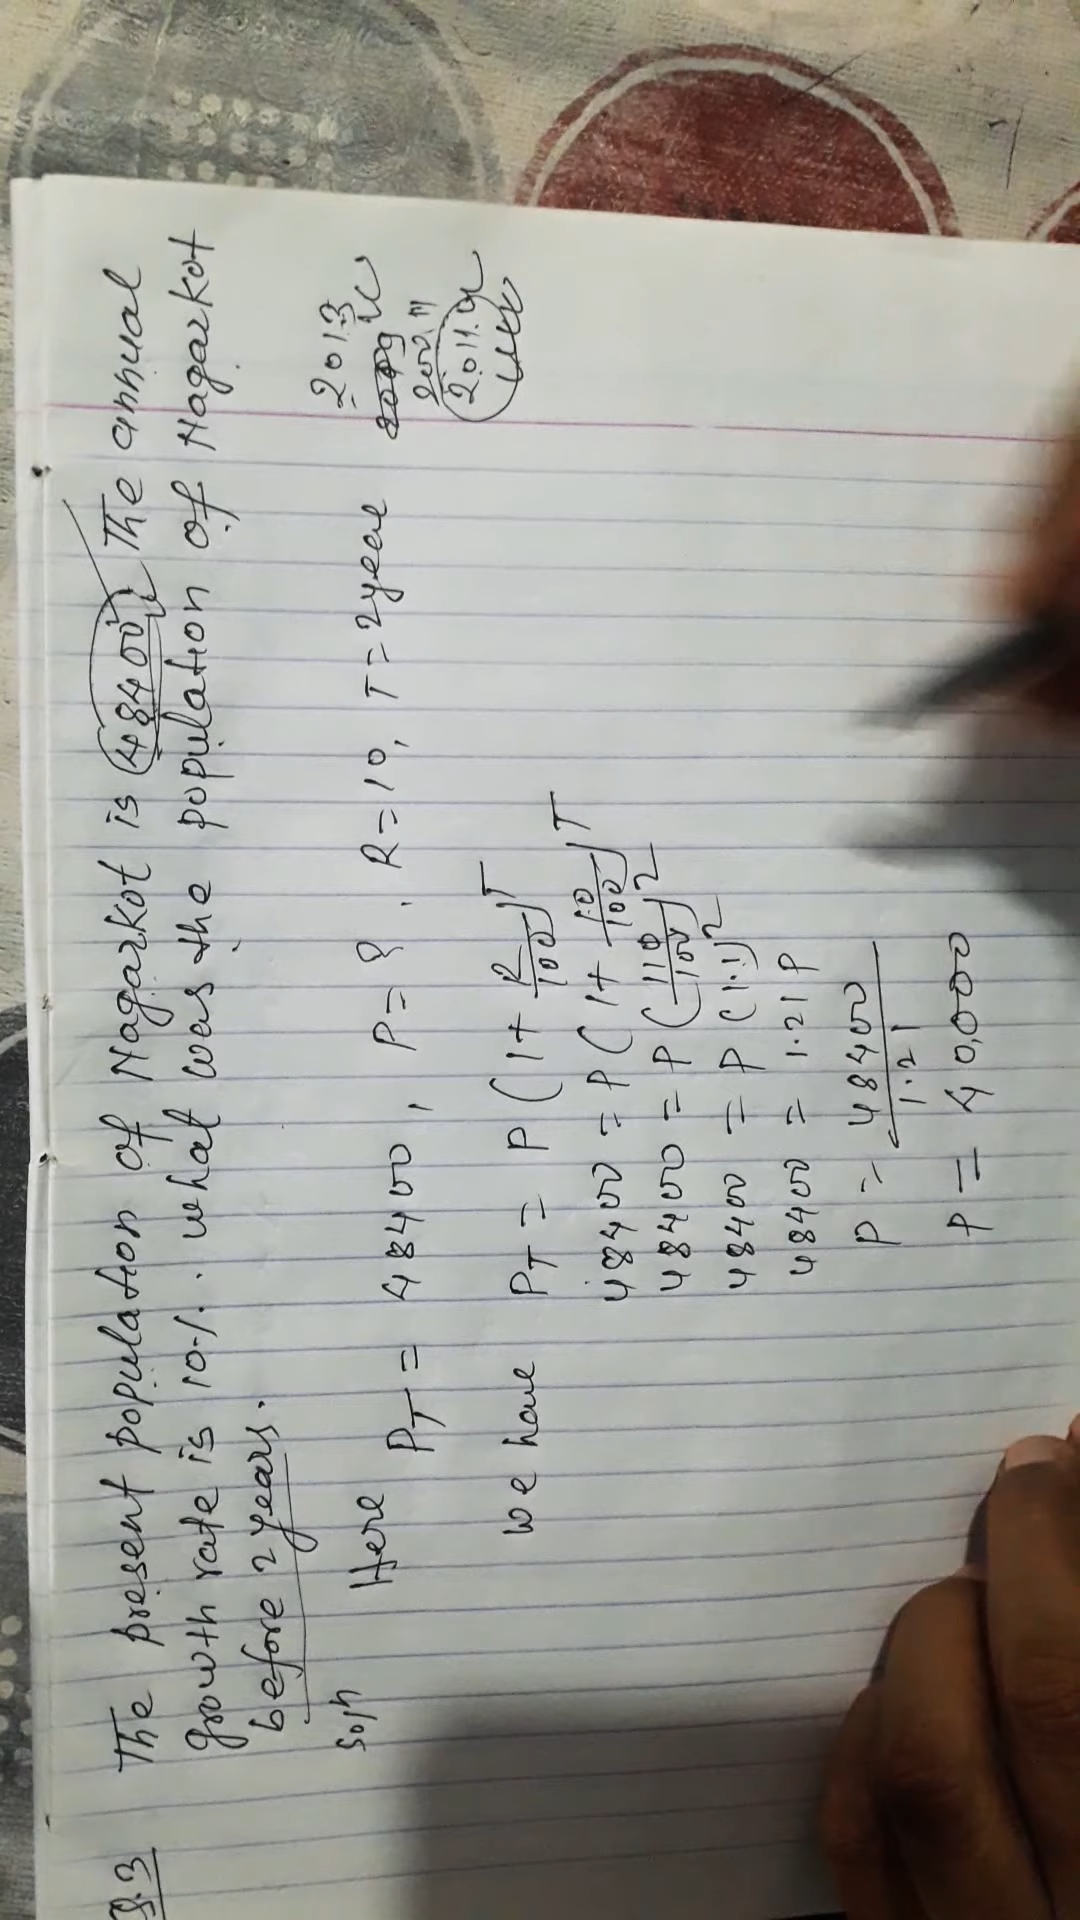 Q.3 The present population of Nagarkot is 48400. The annual
growth rate is 10%. what was the population of Nagarkot
before 2 years.
Soln
Here PT = 48400, P = ?, R = 10, T = 2 year
2013
2011
we have PT = P (1 + R/100)^T
48400 = P (1 + 10/100)^T
48400 = P (110/100)^2
48400 = P (1.1)^2
48400 = 1.21 P
P = 48400/1.21
P = 40,000